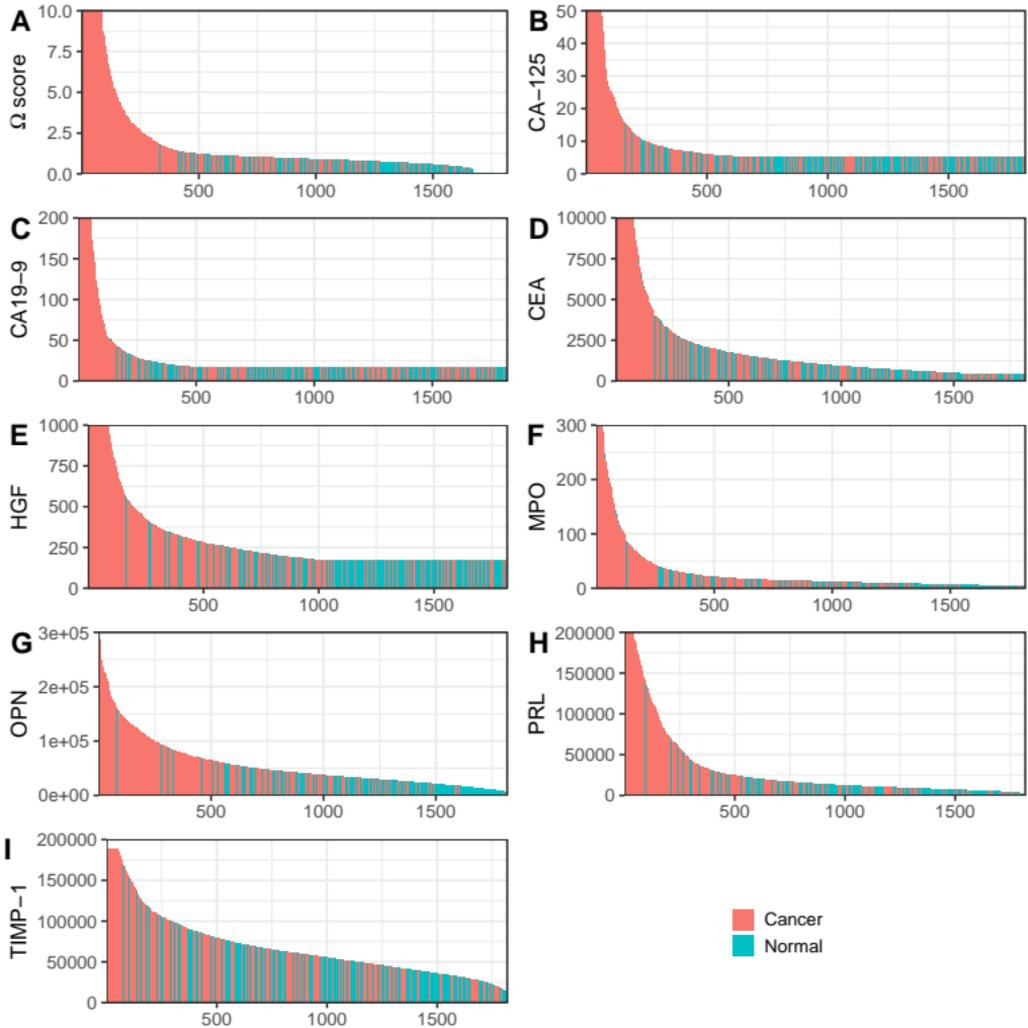 A
Ω score
10.0
7.5
5.0
2.5
0.0
500
1000
1500
B
CA−125
50
40
30
20
10
0
500
1000
1500
C
CA19−9
200
150
100
50
0
500
1000
1500
D
CEA
10000
7500
5000
2500
0
500
1000
1500
E
HGF
1000
750
500
250
0
500
1000
1500
F
MPO
300
200
100
0
500
1000
1500
G
OPN
3e+05
2e+05
1e+05
0e+00
500
1000
1500
H
PRL
200000
150000
100000
50000
0
500
1000
1500
I
TIMP−1
200000
150000
100000
50000
0
500
1000
1500
Cancer
Normal